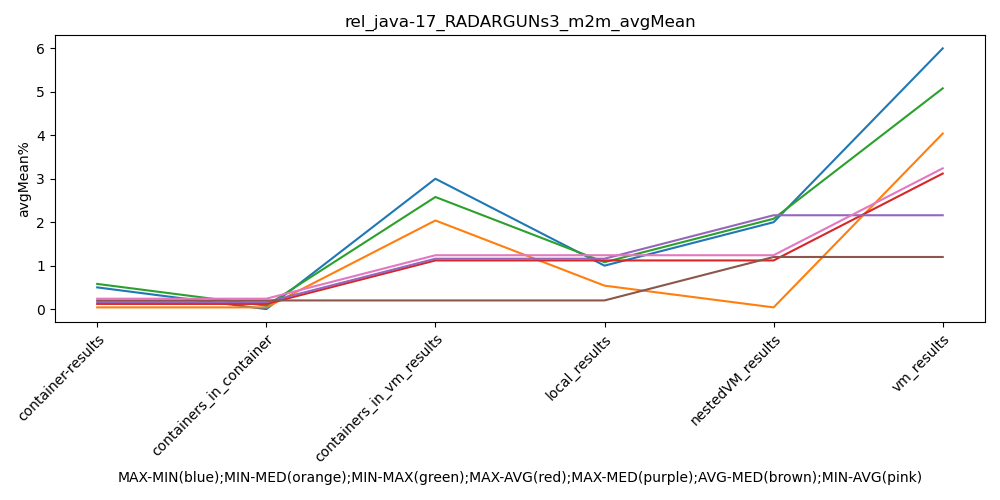 rel_java-17_RADARGUNs3_m2m_avgMean
avgMean%
6
5
4
3
2
1
0
container-results
containers_in_container
containers_in_vm_results
local_results
nestedVM_results
vm_results
MAX-MIN(blue);MIN-MED(orange);MIN-MAX(green);MAX-AVG(red);MAX-MED(purple);AVG-MED(brown);MIN-AVG(pink)